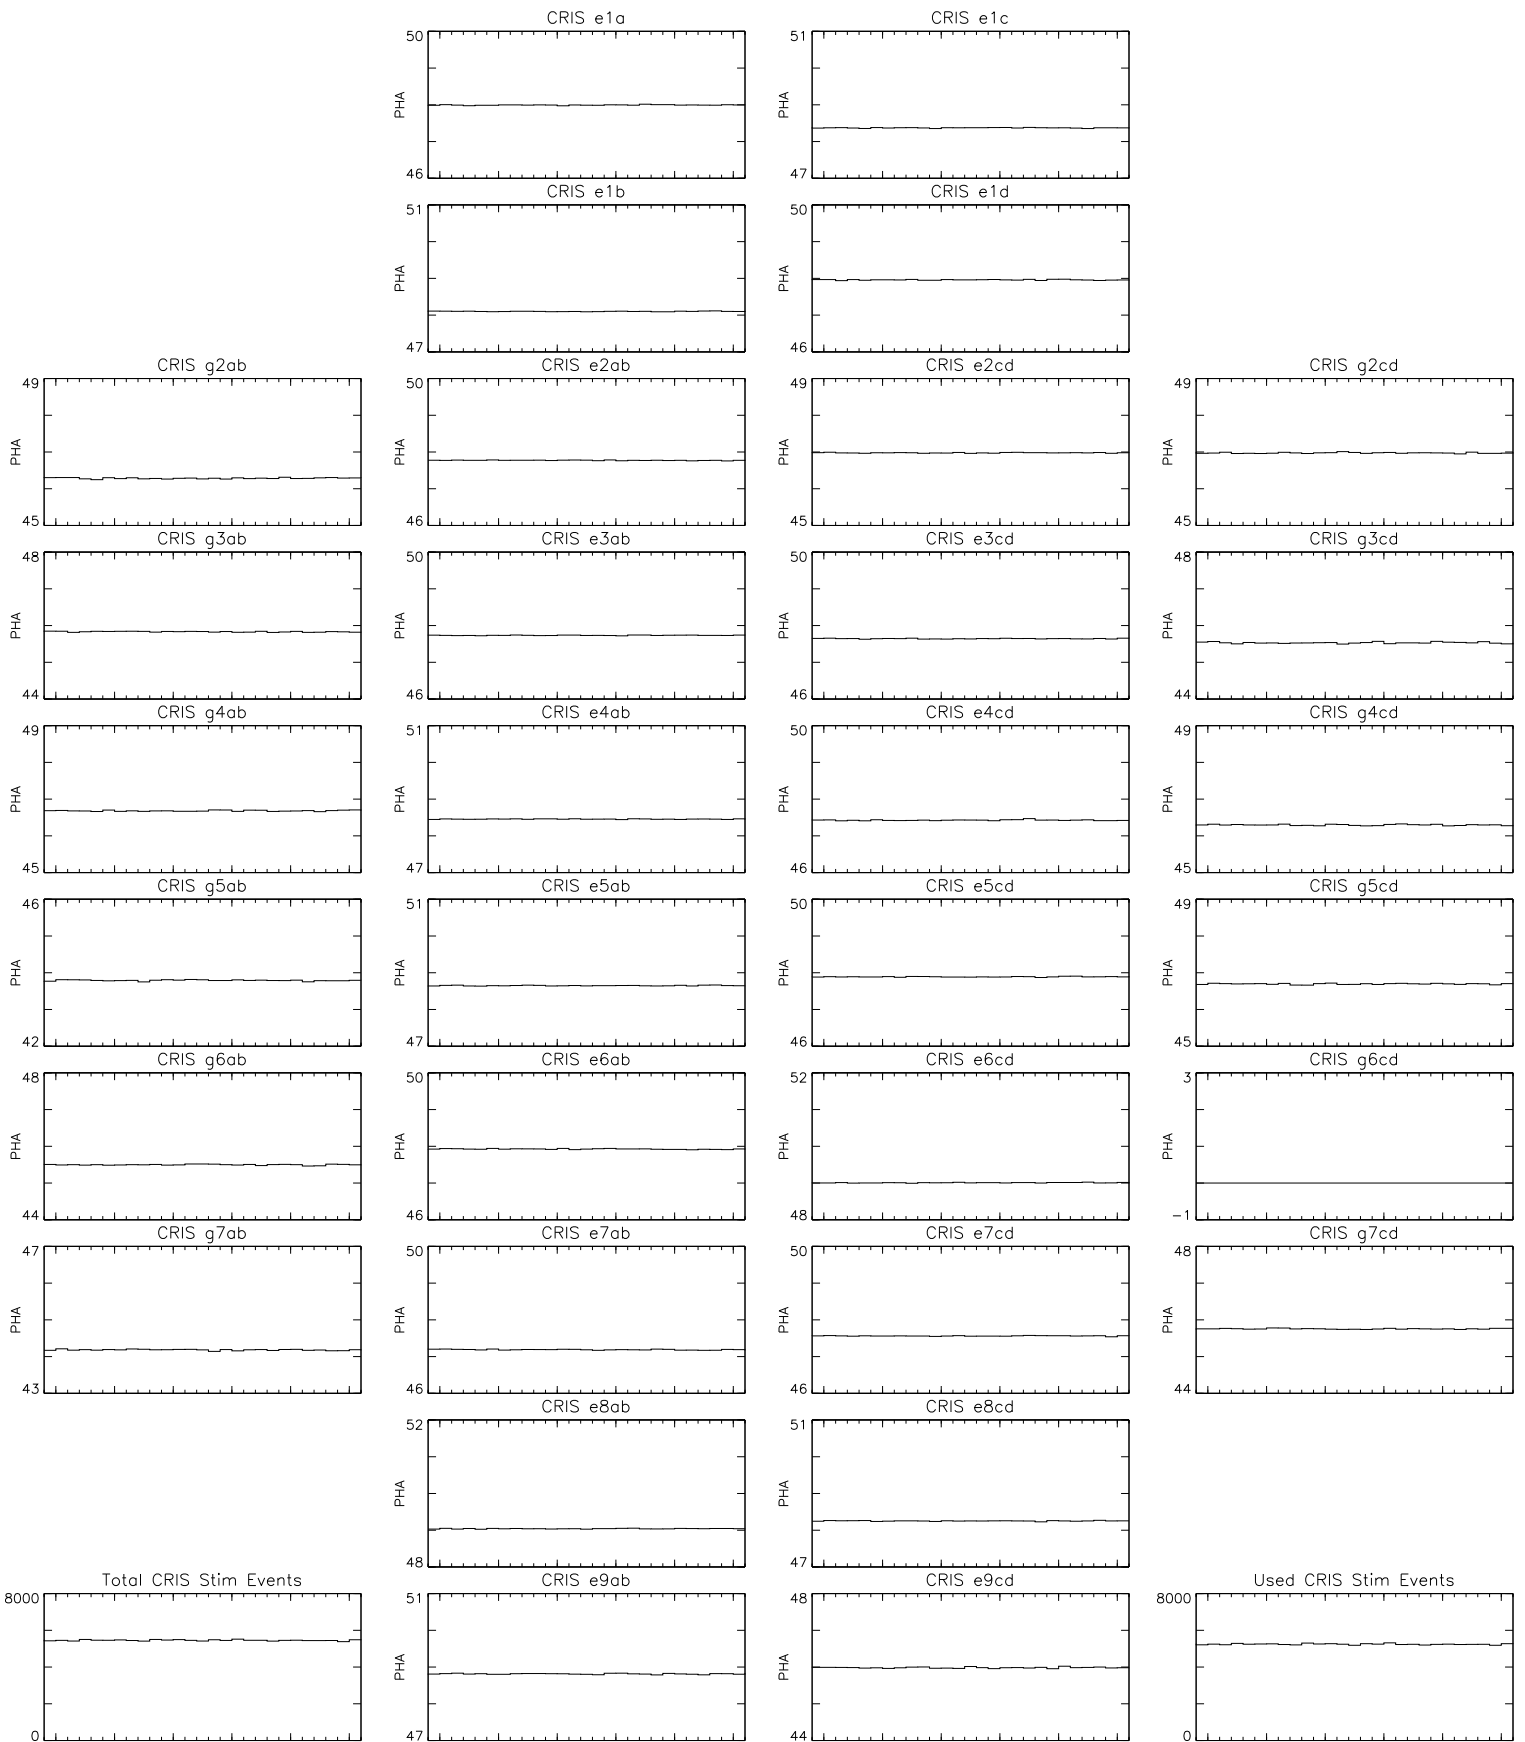 CRIS e1a
50
PHA
46
CRIS e1c
51
PHA
47
CRIS e1b
51
PHA
47
CRIS e1d
50
PHA
46
CRIS g2ab
49
PHA
45
CRIS e2ab
50
PHA
46
CRIS e2cd
49
PHA
45
CRIS g2cd
49
PHA
45
CRIS g3ab
48
PHA
44
CRIS e3ab
50
PHA
46
CRIS e3cd
50
PHA
46
CRIS g3cd
48
PHA
44
CRIS g4ab
49
PHA
45
CRIS e4ab
51
PHA
47
CRIS e4cd
50
PHA
46
CRIS g4cd
49
PHA
45
CRIS g5ab
46
PHA
42
CRIS e5ab
51
PHA
47
CRIS e5cd
50
PHA
46
CRIS g5cd
49
PHA
45
CRIS g6ab
48
PHA
44
CRIS e6ab
50
PHA
46
CRIS e6cd
52
PHA
48
CRIS g6cd
3
PHA
-1
CRIS g7ab
47
PHA
43
CRIS e7ab
50
PHA
46
CRIS e7cd
50
PHA
46
CRIS g7cd
48
PHA
44
CRIS e8ab
52
PHA
48
CRIS e8cd
51
PHA
47
Total CRIS Stim Events
8000
0
CRIS e9ab
51
PHA
47
CRIS e9cd
48
PHA
44
Used CRIS Stim Events
8000
0